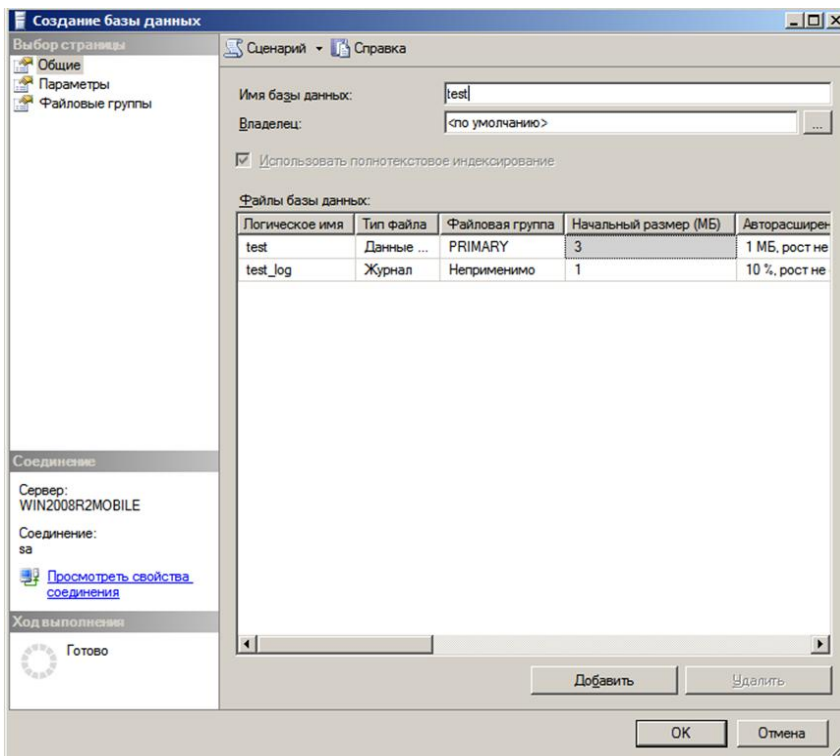 Создание базы данных
Выбор страницы
Общие
Параметры
Файловые группы
Сценарий Справка
Имя базы данных: test
Владелец: <по умолчанию> ...
Использовать полнотекстовое индексирование
Файлы базы данных:
Логическое имя Тип файла Файловая группа Начальный размер (МБ) Авторасширен
test Данные ... PRIMARY 3 1 МБ, рост не
test_log Журнал Неприменимо 1 10 %, рост не
Соединение
Сервер:
WIN2008R2MOBILE
Соединение:
sa
Просмотреть свойства
соединения
Ход выполнения
Готово
Добавить Удалить
OK Отмена